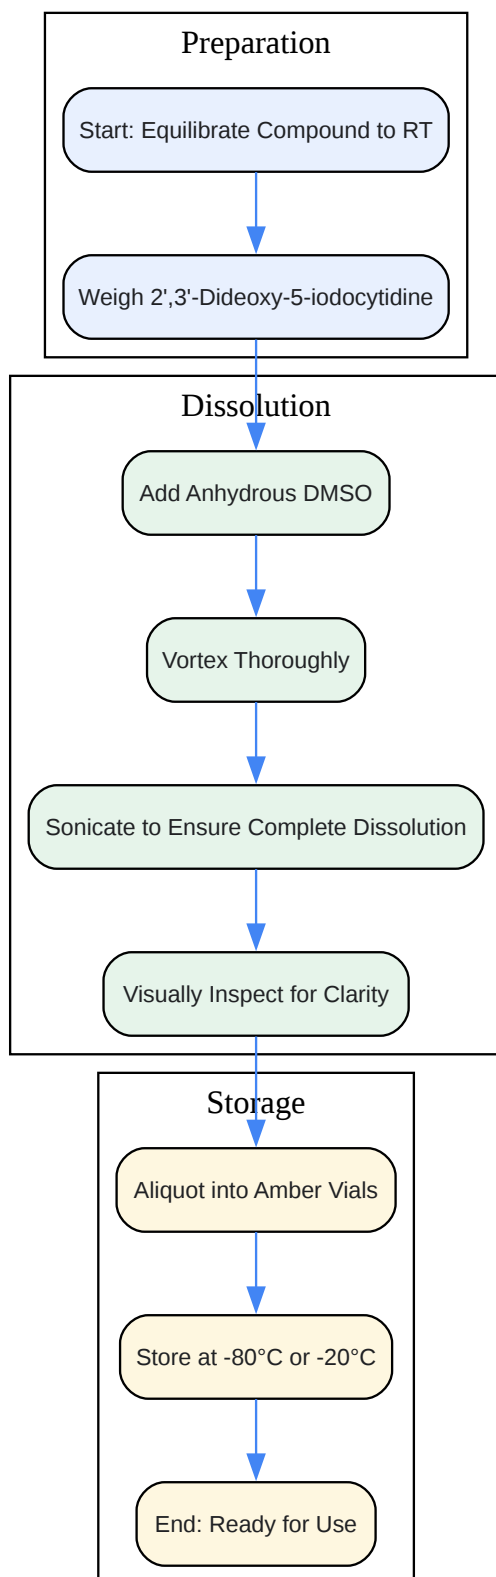 Preparation
Start: Equilibrate Compound to RT
Weigh 2',3'-Dideoxy-5-iodocytidine
Dissolution
Add Anhydrous DMSO
Vortex Thoroughly
Sonicate to Ensure Complete Dissolution
Visually Inspect for Clarity
Storage
Aliquot into Amber Vials
Store at -80°C or -20°C
End: Ready for Use